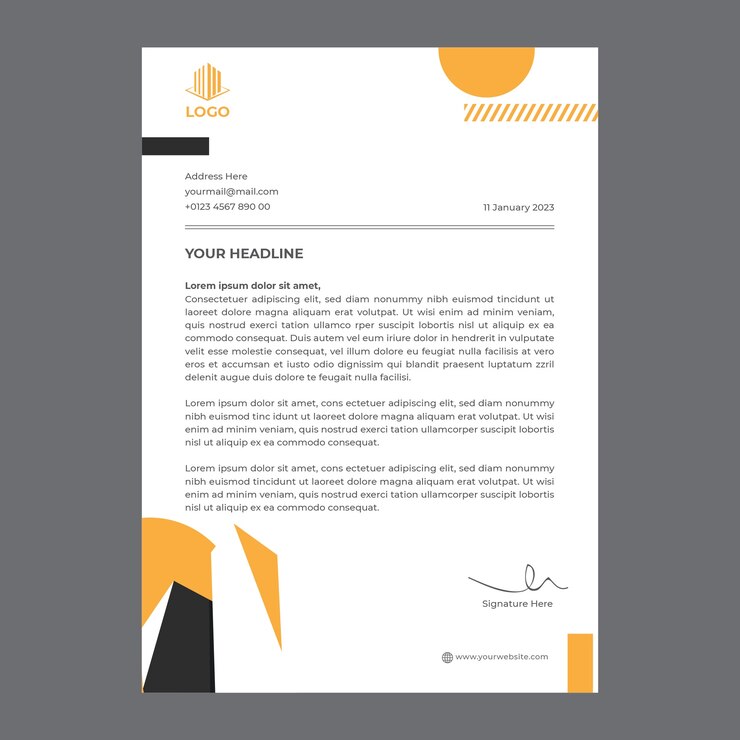 LOGO
Address Here
yourmail@mail.com
+0123 4567 890 00
11 January 2023
YOUR HEADLINE
Lorem ipsum dolor sit amet,
Consectetuer adipiscing elit, sed diam nonummy nibh euismod tincidunt ut
laoreet dolore magna aliquam erat volutpat. Ut wisi enim ad minim veniam,
quis nostrud exerci tation ullamco rper suscipit lobortis nisl ut aliquip ex ea
commodo consequat. Duis autem vel eum iriure dolor in hendrerit in vulputate
velit esse molestie consequat, vel illum dolore eu feugiat nulla facilisis at vero
eros et accumsan et iusto odio dignissim qui blandit praesent luptatum zzril
delenit augue duis dolore te feugait nulla facilisi.
Lorem ipsum dolor sit amet, cons ectetuer adipiscing elit, sed diam nonummy
nibh euismod tinc idunt ut laoreet dolore magna aliquam erat volutpat. Ut wisi
enim ad minim veniam, quis nostrud exerci tation ullamcorper suscipit lobortis
nisl ut aliquip ex ea commodo consequat.
Lorem ipsum dolor sit amet, consectetuer adipiscing elit, sed diam nonummy
nibh euismod tincidunt ut laoreet dolore magna aliquam erat volutpat. Ut wisi
enim ad minim veniam, quis nostrud exerci tation ullamcorper suscipit lobortis
nisl ut aliquip ex ea commodo consequat.
Signature Here
www.yourwebsite.com